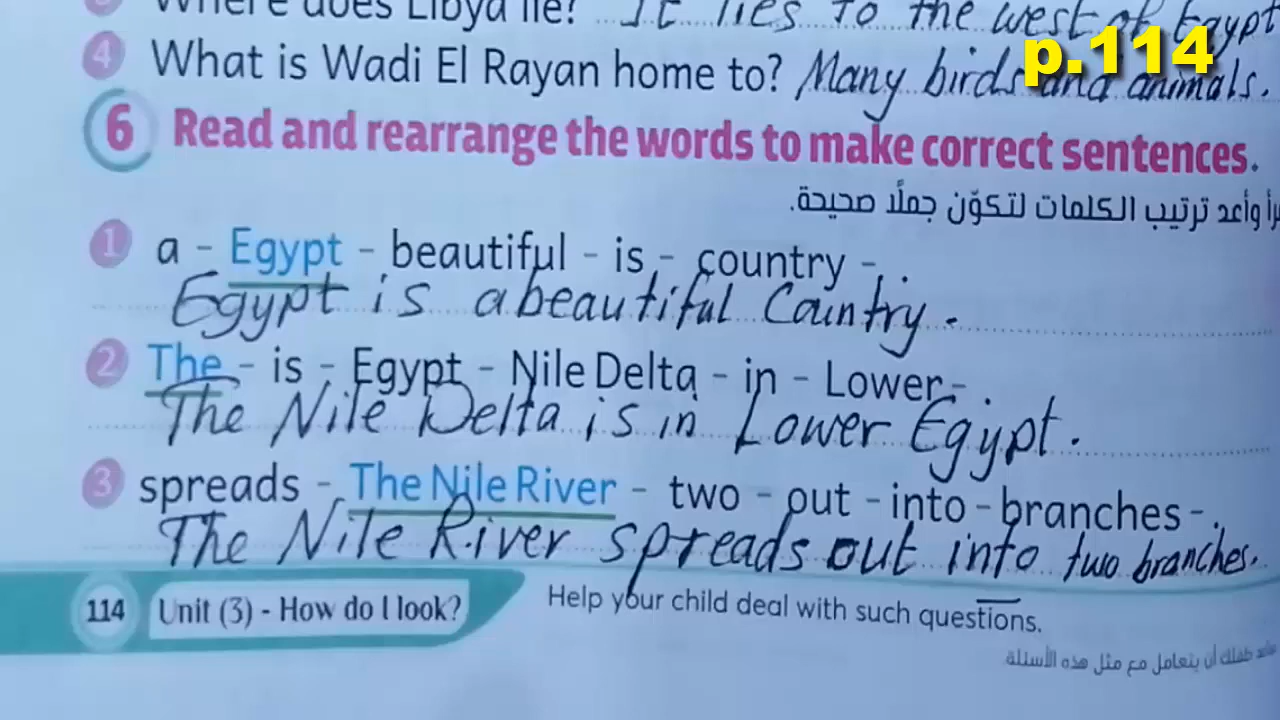 Where does Libya lie? It lies to the west of Egypt
p.114
4 What is Wadi El Rayan home to? Many birds and animals.
6 Read and rearrange the words to make correct sentences.
وأعد ترتيب الكلمات لتكوّن جملًا صحيحة.
1 a - Egypt - beautiful - is - country - .
Egypt is a beautiful Country.
2 The - is - Egypt - Nile Delta - in - Lower - .
The Nile Delta is in Lower Egypt.
3 spreads - The Nile River - two - out - into - branches - .
The Nile River spreads out into two branches.
114 Unit (3) - How do I look? Help your child deal with such questions.
طفلك أن يتعامل مع مثل هذه الأسئلة